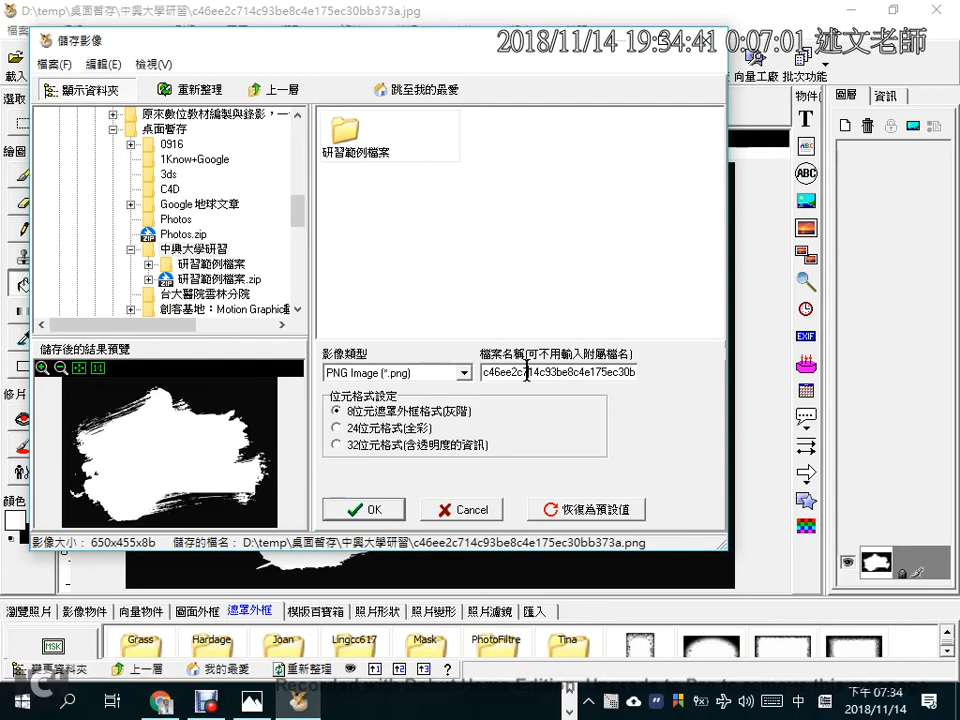 D:\temp\桌面暫存\中興大學研習\c46ee2c714c93be8c4e175ec30bb373a.jpg
儲存影像
2018/11/14 19:34:41 0:07:01 述文老師
檔案(F) 編輯(E) 檢視(V)
顯示資料夾 重新整理 上一層 跳至我的最愛
載入 向量工廠 批次功能
選取
物件
圖層 資訊
原來數位教材編製與錄影，一
桌面暫存
0916
1Know+Google
3ds
C4D
Google 地球文章
Photos
Photos.zip
中興大學研習
研習範例檔案
研習範例檔案.zip
台大醫院雲林分院
創客基地：Motion Graphic動
研習範例檔案
繪圖
T
ABC
ABC
EXIF
儲存後的結果預覽
1:1
影像類型
PNG Image (*.png)
檔案名稱(可不用輸入附屬檔名)
c46ee2c714c93be8c4e175ec30b
位元格式設定
8位元遮罩外框格式(灰階)
24位元格式(全彩)
32位元格式(含透明度的資訊)
修片
顏色
OK Cancel 恢復為預設值
影像大小： 650x455x8b 儲存的檔名： D:\temp\桌面暫存\中興大學研習\c46ee2c714c93be8c4e175ec30bb373a.png
瀏覽照片 影像物件 向量物件 圖面外框 遮罩外框 模版百寶箱 照片形狀 照片變形 照片濾鏡 匯入
MSK
Grass Hardage Joan Lingcc617 Mask PhotoFiltre Tina
變更資料夾 上一層 我的最愛 重新整理 1 2 3 ?
中
下午 07:34
2018/11/14